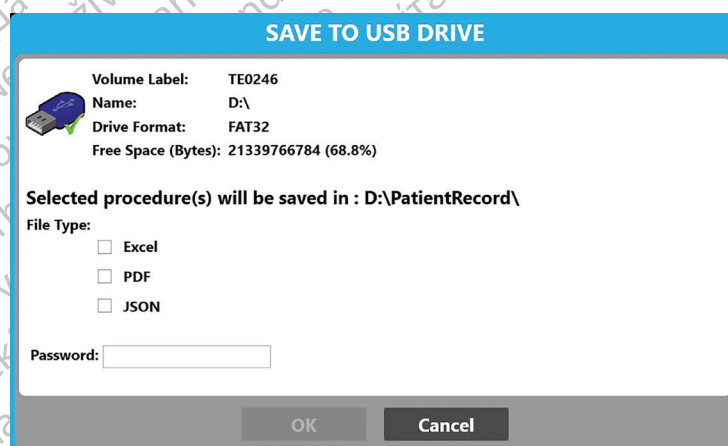 SAVE TO USB DRIVE
Volume Label: TE0246
Name: D:\
Drive Format: FAT32
Free Space (Bytes): 21339766784 (68.8%)
Selected procedure(s) will be saved in : D:\PatientRecord\
File Type:
Excel
PDF
JSON
Password:
OK Cancel